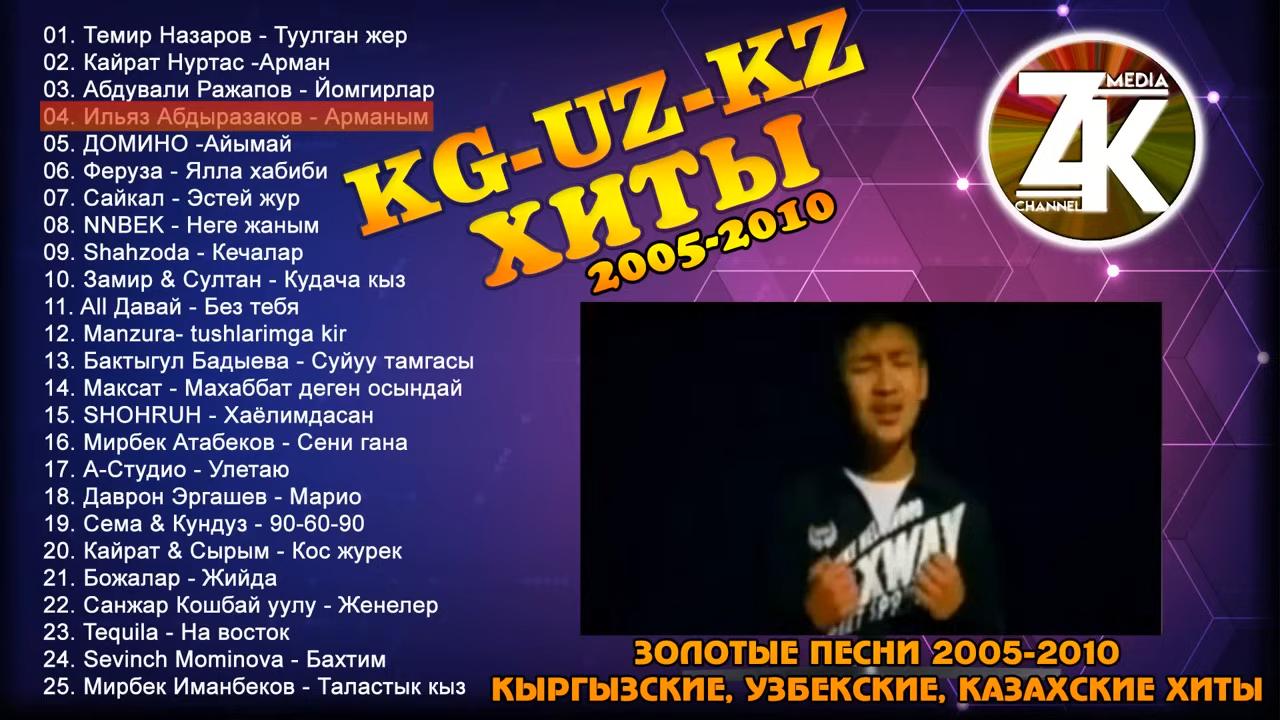 01. Темир Назаров - Туулган жер
02. Кайрат Нуртас -Арман
03. Абдували Ражапов - Йомгирлар
04. Ильяз Абдыразаков - Арманым
05. ДОМИНО -Айымай
06. Феруза - Ялла хабиби
07. Сайкал - Эстей жур
08. NNBEK - Неге жаным
09. Shahzoda - Кечалар
10. Замир & Султан - Кудача кыз
11. All Давай - Без тебя
12. Manzura- tushlarimga kir
13. Бактыгул Бадыева - Суйуу тамгасы
14. Максат - Махаббат деген осындай
15. SHOHRUH - Хаёлимдасан
16. Мирбек Атабеков - Сени гана
17. А-Студио - Улетаю
18. Даврон Эргашев - Марио
19. Сема & Кундуз - 90-60-90
20. Кайрат & Сырым - Кос журек
21. Божалар - Жийда
22. Санжар Кошбай уулу - Женелер
23. Tequila - На восток
24. Sevinch Mominova - Бахтим
25. Мирбек Иманбеков - Таластык кыз
KG-UZ-KZ
ХИТЫ
2005-2010
MEDIA
ZK
CHANNEL
XWAY
ЗОЛОТЫЕ ПЕСНИ 2005-2010
КЫРГЫЗСКИЕ, УЗБЕКСКИЕ, КАЗАХСКИЕ ХИТЫ